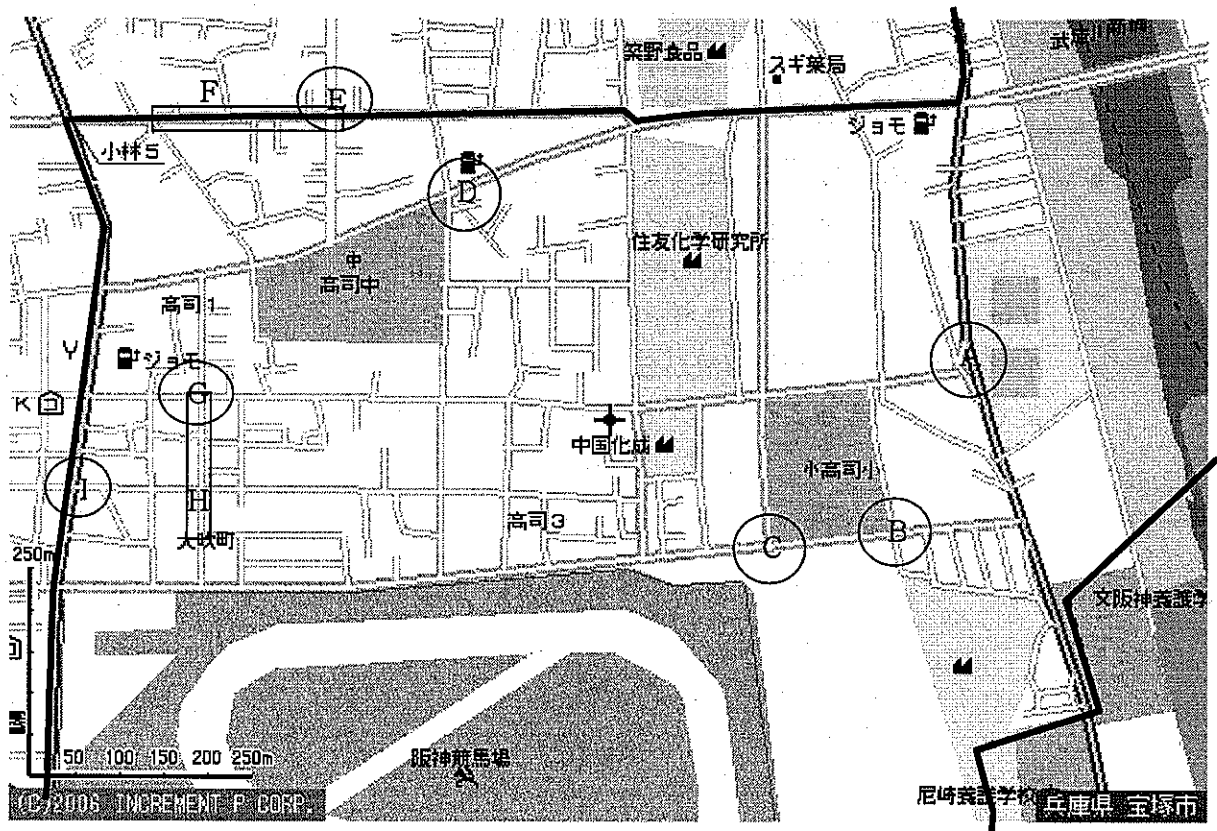 武庫川新町
築野食品
スギ薬局
F
E
ジョモ
小林5
D
住友化学研究所
中
高司中
高司1
ジョモ
A
G
K
中国化成
小高司小
I
H
高司3
B
C
大吹町
250m
文阪神養護学
50 100 150 200 250m
阪神競馬場
(C)2006 INCREMENT P CORP.
尼崎養護学校
兵庫県 宝塚市